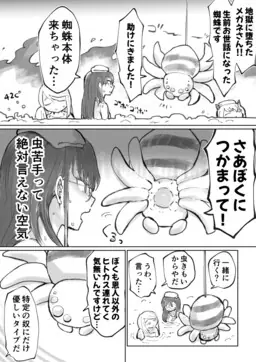 地獄に堕ちた
メガネさん!!
生前お世話になった
蜘蛛です
助けにきました!
蜘蛛本体
来ちゃった…
さあぼくに
つかまって!
虫苦手って
絶対言えない空気
一緒に
行く?
虫きもい
からやだ
うわ、
言った!
ぼくも恩人以外の
ヒトカス連れてく
気無いんですけど…
特定の奴にだけ
優しいタイプだ